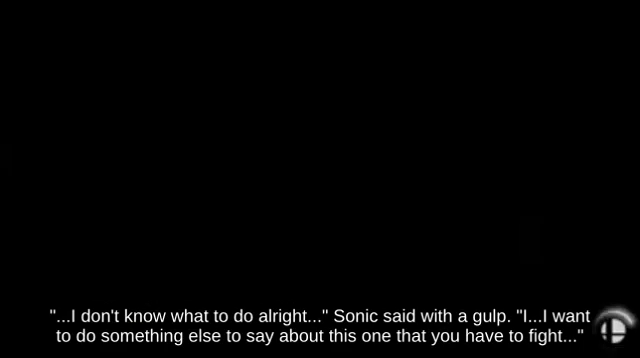 "...I don't know what to do alright..." Sonic said with a gulp. "I...I want
to do something else to say about this one that you have to fight..."